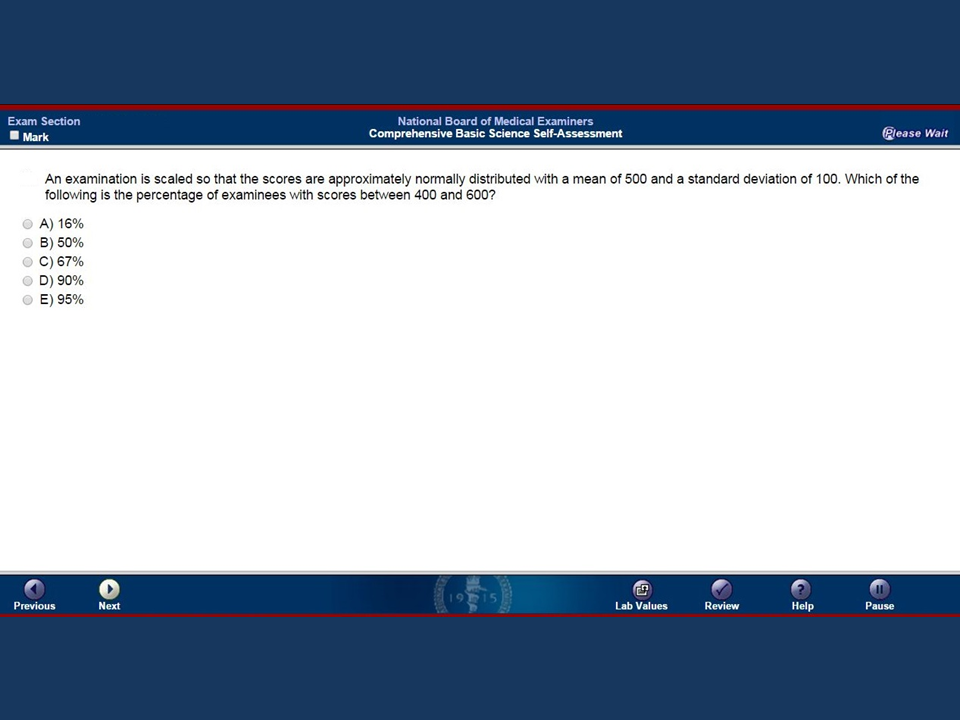 Exam Section
National Board of Medical Examiners
Mark
Comprehensive Basic Science Self-Assessment
Please Wait
An examination is scaled so that the scores are approximately normally distributed with a mean of 500 and a standard deviation of 100. Which of the
following is the percentage of examinees with scores between 400 and 600?
A) 16%
B) 50%
C) 67%
D) 90%
E) 95%
1915
Previous
Next
Lab Values
Review
Help
Pause